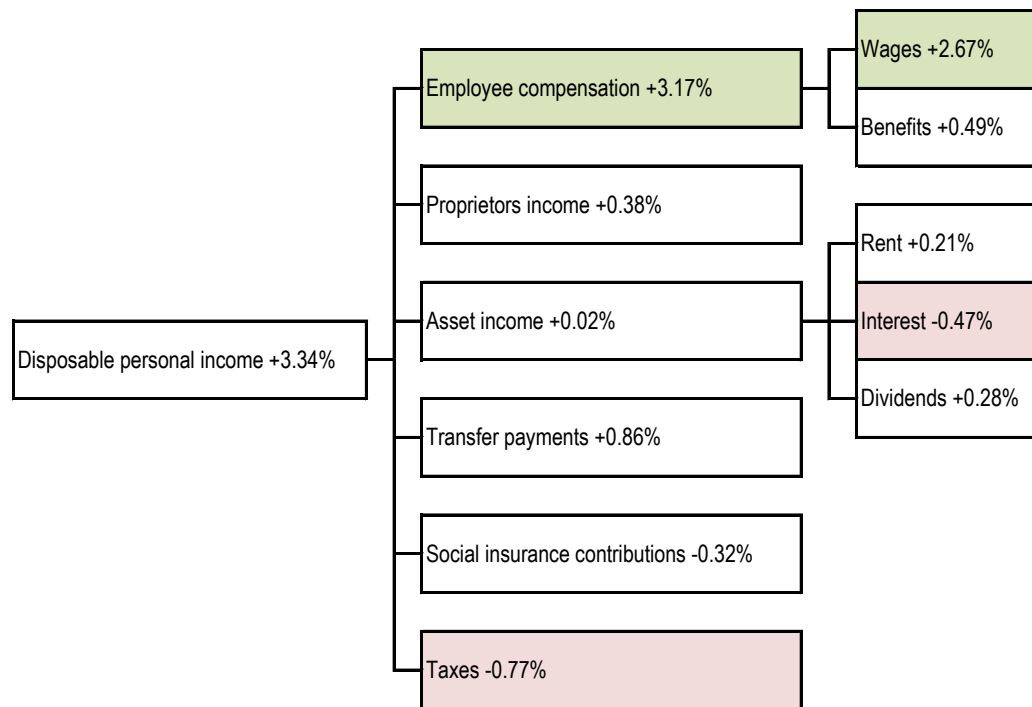 Disposable personal income +3.34%
Employee compensation +3.17%
Wages +2.67%
Benefits +0.49%
Proprietors income +0.38%
Asset income +0.02%
Rent +0.21%
Interest -0.47%
Dividends +0.28%
Transfer payments +0.86%
Social insurance contributions -0.32%
Taxes -0.77%